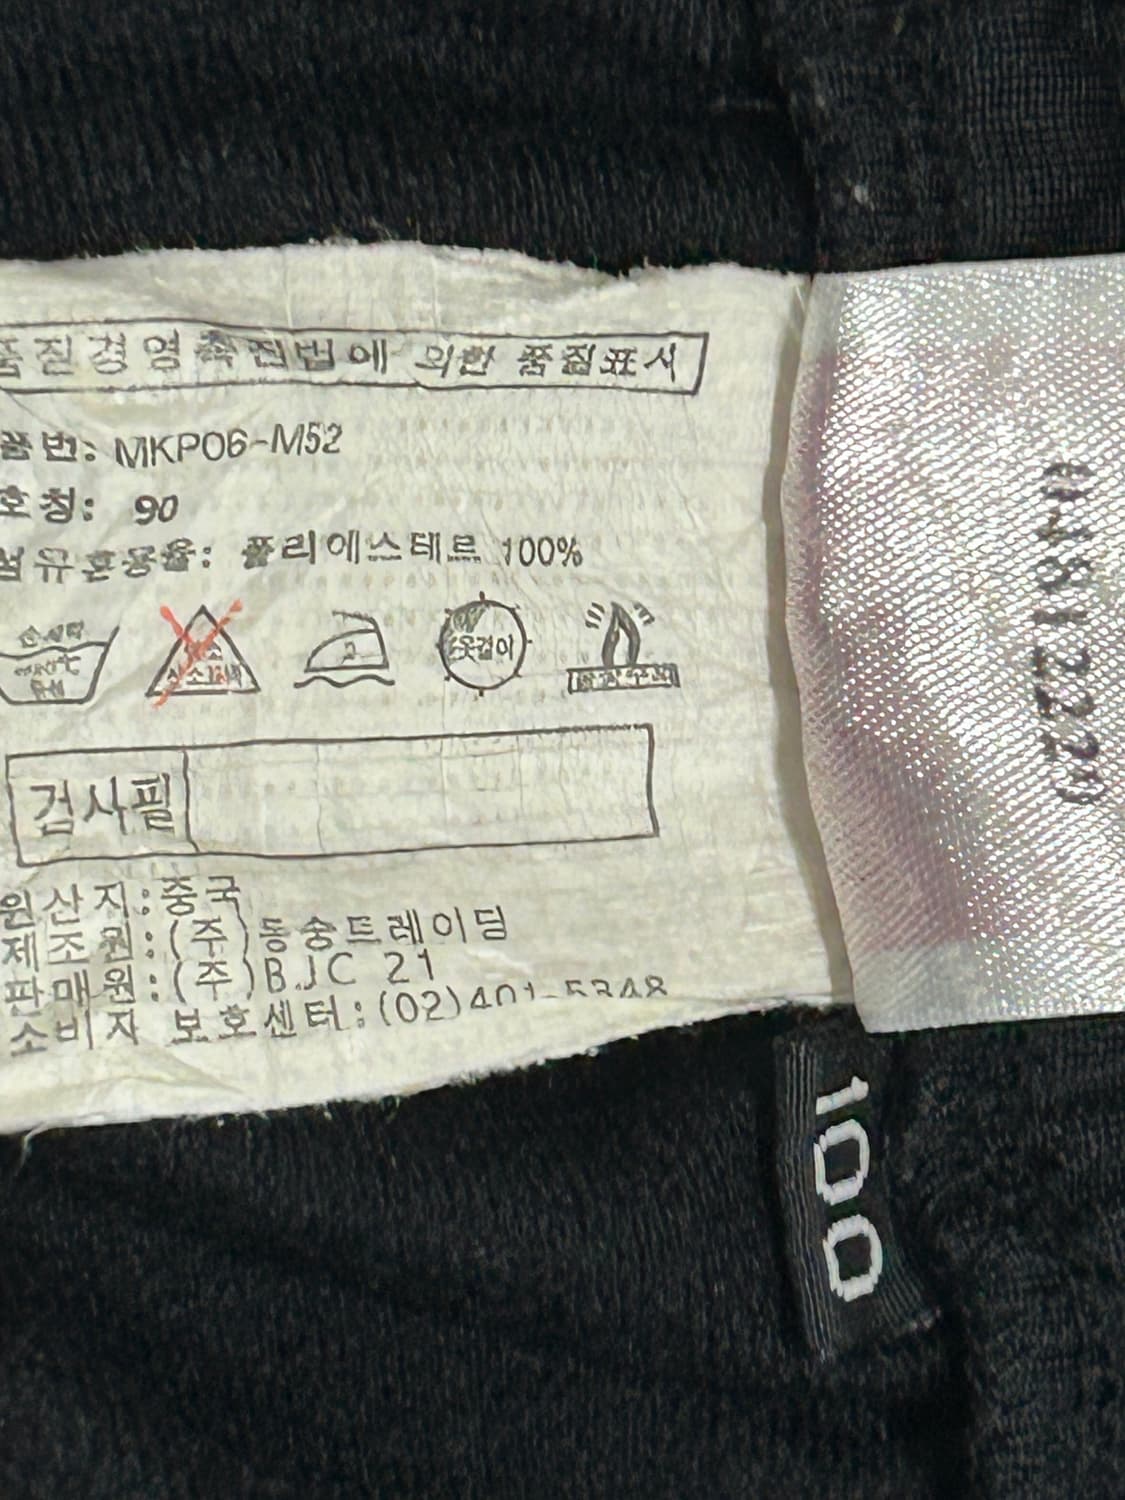 품질경영촉진법에 의한 품질표시
품번: MKP06-M52
호칭: 90
섬유혼용율: 폴리에스테르 100%
옷걸이
검사필
원산지:중국
제조원:(주)동송트레이딩
판매원:(주)BJC 21
소비자 보호센터:(02)401-5348
100